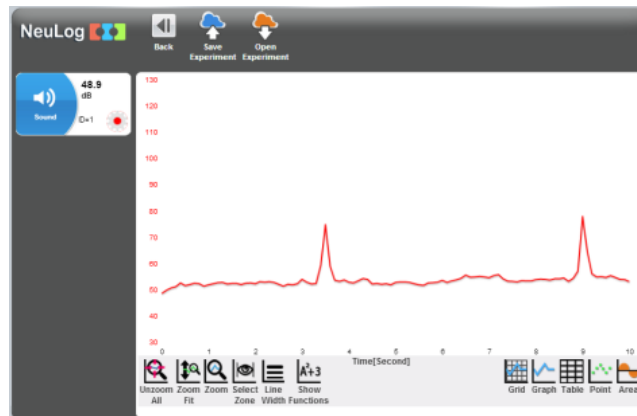 NeuLog
Back
Save
Experiment
Open
Experiment
48.9
dB
Sound
ID=1
130
120
110
100
90
80
70
60
50
40
30
0 1 2 3 4 5 6 7 8 9 10
Time[Second]
Unzoom
All
Zoom
Fit
Zoom
Select
Zone
Line
Width
A²+3
Show
Functions
Grid
Graph
Table
Point
Area